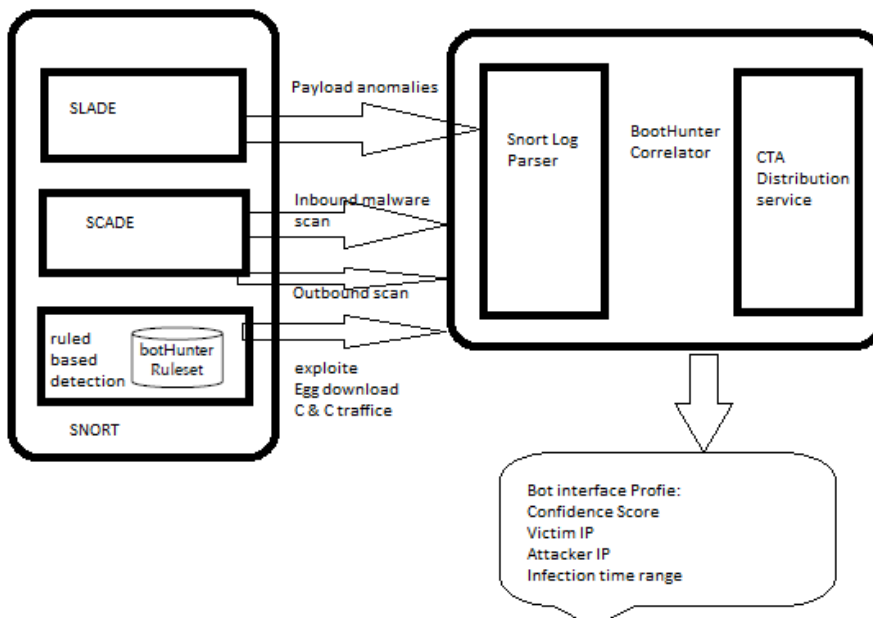 SLADE
SCADE
ruled
based
detection
botHunter
Ruleset
SNORT
Payload anomalies
Inbound malware
scan
Outbound scan
exploite
Egg download
C & C traffice
Snort Log
Parser
BootHunter
Correlator
CTA
Distribution
service
Bot interface Profie:
Confidence Score
Victim IP
Attacker IP
Infection time range